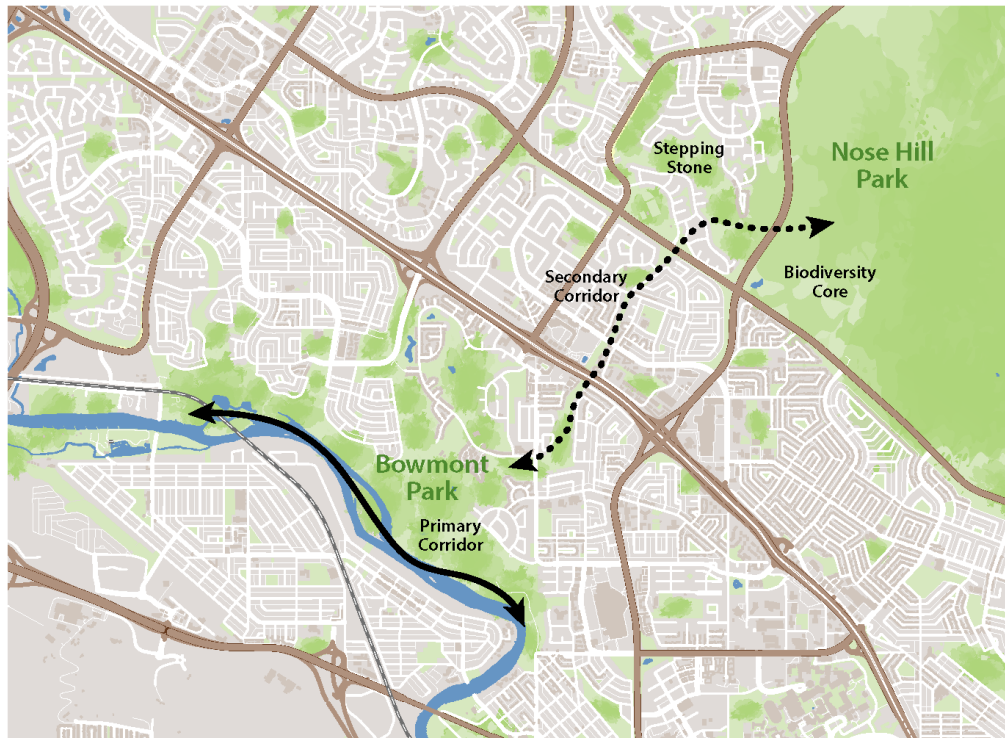 Stepping
Stone
Nose Hill
Park
Secondary
Corridor
Biodiversity
Core
Bowmont
Park
Primary
Corridor